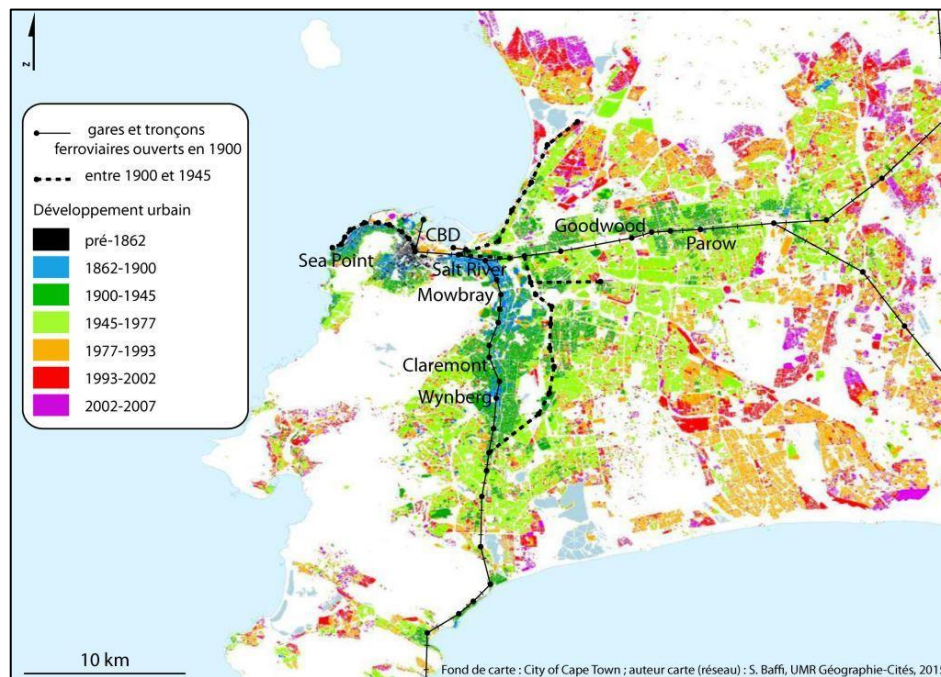 z
gares et tronçons
ferroviaires ouverts en 1900
entre 1900 et 1945
Développement urbain
pré-1862
1862-1900
1900-1945
1945-1977
1977-1993
1993-2002
2002-2007
CBD
Sea Point
Salt River
Mowbray
Goodwood
Parow
Claremont
Wynberg
10 km
Fond de carte : City of Cape Town ; auteur carte (réseau) : S. Baffi, UMR Géographie-Cités, 2015